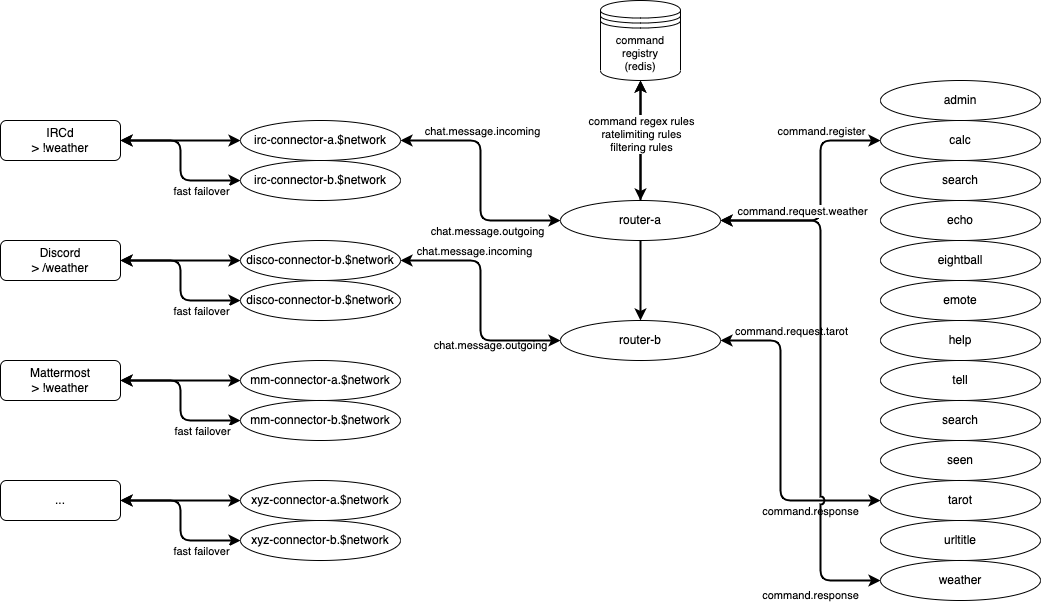 command
registry
(redis)
command regex rules
ratelimiting rules
filtering rules
IRCd
> !weather
irc-connector-a.$network
irc-connector-b.$network
fast failover
chat.message.incoming
chat.message.outgoing
Discord
> /weather
disco-connector-b.$network
disco-connector-b.$network
fast failover
chat.message.incoming
chat.message.outgoing
Mattermost
> !weather
mm-connector-a.$network
mm-connector-b.$network
fast failover
...
xyz-connector-a.$network
xyz-connector-b.$network
fast failover
router-a
router-b
command.register
command.request.weather
command.request.tarot
command.response
command.response
admin
calc
search
echo
eightball
emote
help
tell
search
seen
tarot
urltitle
weather